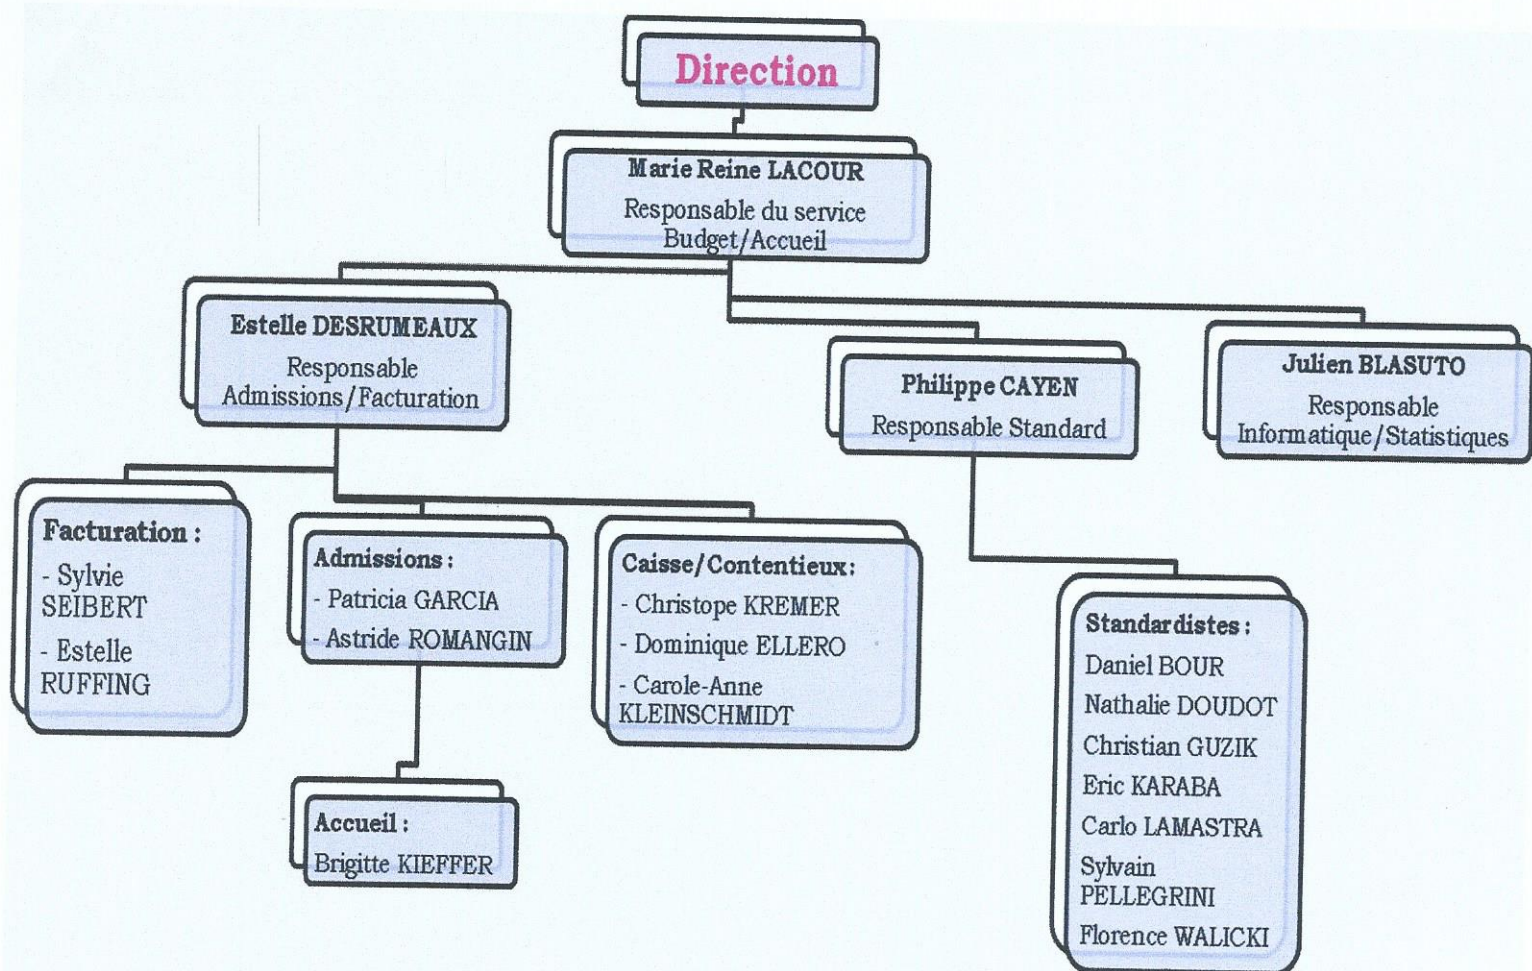 Direction
Marie Reine LACOUR
Responsable du service
Budget/Accueil
Estelle DESRUMEAUX
Responsable
Admissions/Facturation
Philippe CAYEN
Responsable Standard
Julien BLASUTO
Responsable
Informatique/Statistiques
Facturation :
- Sylvie
SEIBERT
- Estelle
RUFFING
Admissions :
- Patricia GARCIA
- Astride ROMANGIN
Caisse/Contentieux:
- Christope KREMER
- Dominique ELLERO
- Carole-Anne
KLEINSCHMIDT
Accueil :
Brigitte KIEFFER
Standardistes :
Daniel BOUR
Nathalie DOUDOT
Christian GUZIK
Eric KARABA
Carlo LAMASTRA
Sylvain
PELLEGRINI
Florence WALICKI